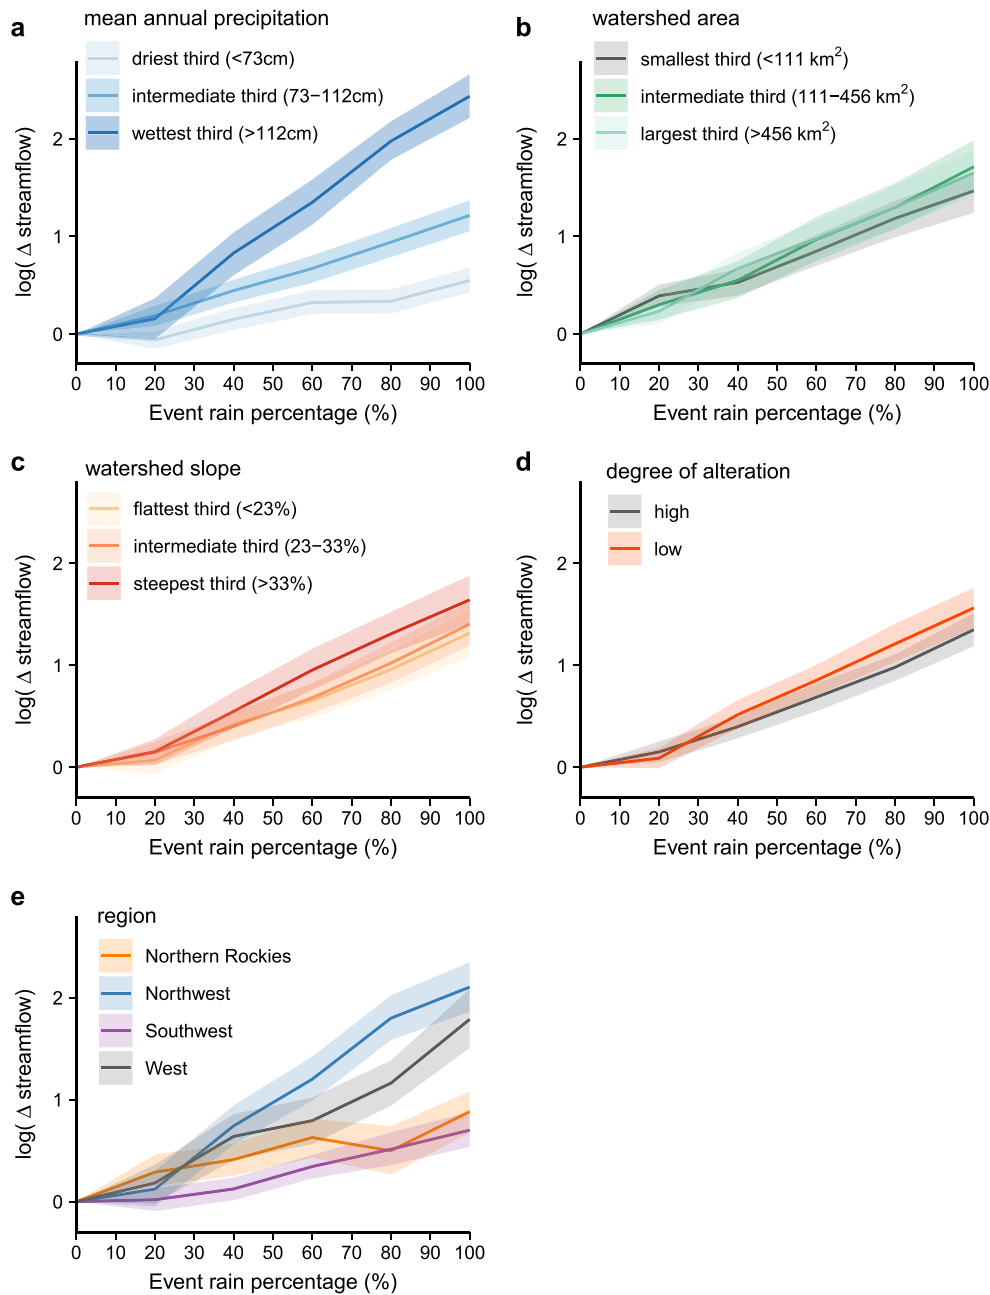 a
mean annual precipitation
driest third (<73cm)
intermediate third (73−112cm)
wettest third (>112cm)
log( Δ streamflow)
2
1
0
0 10 20 30 40 50 60 70 80 90 100
Event rain percentage (%)
b
watershed area
smallest third (<111 km²)
intermediate third (111−456 km²)
largest third (>456 km²)
log( Δ streamflow)
2
1
0
0 10 20 30 40 50 60 70 80 90 100
Event rain percentage (%)
c
watershed slope
flattest third (<23%)
intermediate third (23−33%)
steepest third (>33%)
log( Δ streamflow)
2
1
0
0 10 20 30 40 50 60 70 80 90 100
Event rain percentage (%)
d
degree of alteration
high
low
log( Δ streamflow)
2
1
0
0 10 20 30 40 50 60 70 80 90 100
Event rain percentage (%)
e
region
Northern Rockies
Northwest
Southwest
West
log( Δ streamflow)
2
1
0
0 10 20 30 40 50 60 70 80 90 100
Event rain percentage (%)